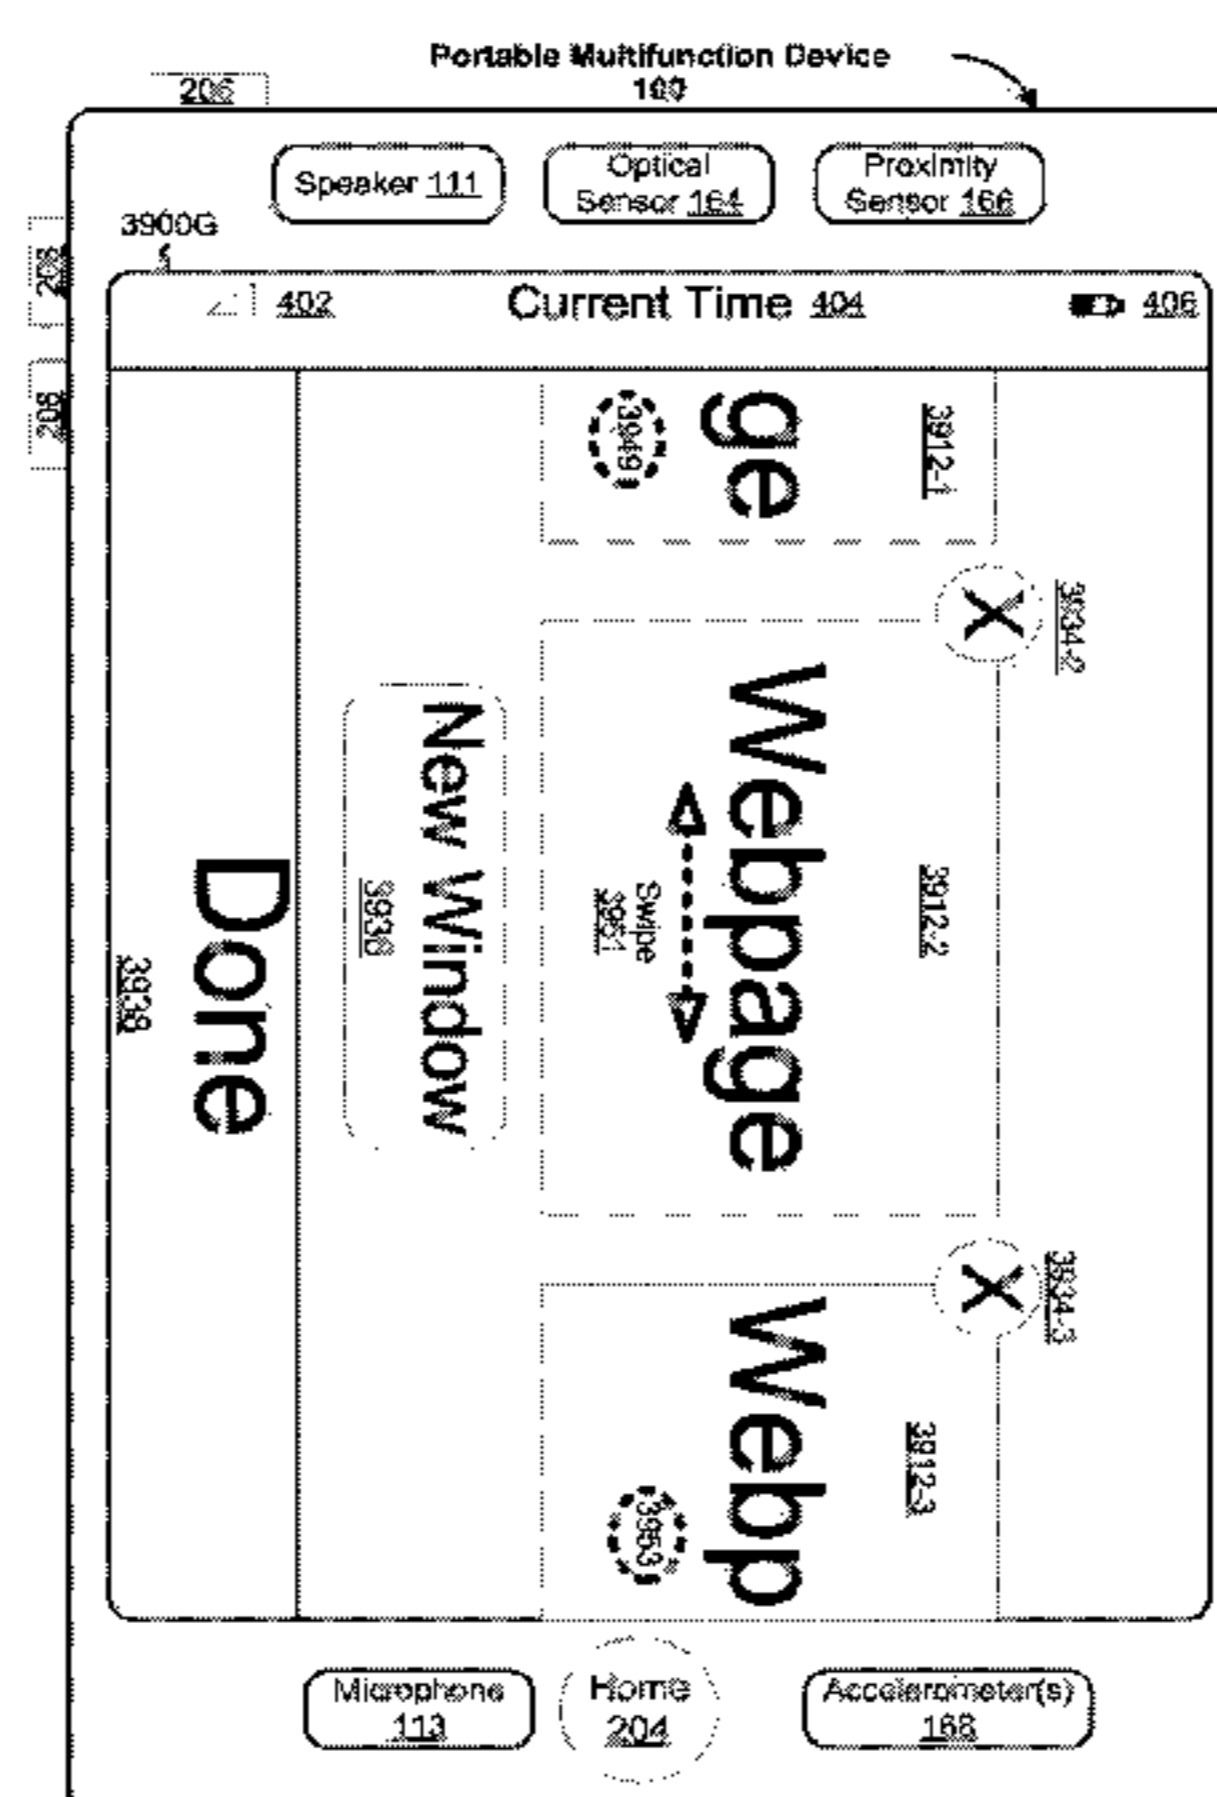 Portable Multifunction Device
100
206
Speaker 111
Optical
Sensor 164
Proximity
Sensor 166
3900G
208
208
402
Current Time 404
406
3949
ge
3912-1
3934-2
Webpage
3912-2
Swipe
3951
New Window
Done
3938
3934-3
Webp
3912-3
3953
Microphone
113
Home
204
Accelerometer(s)
168